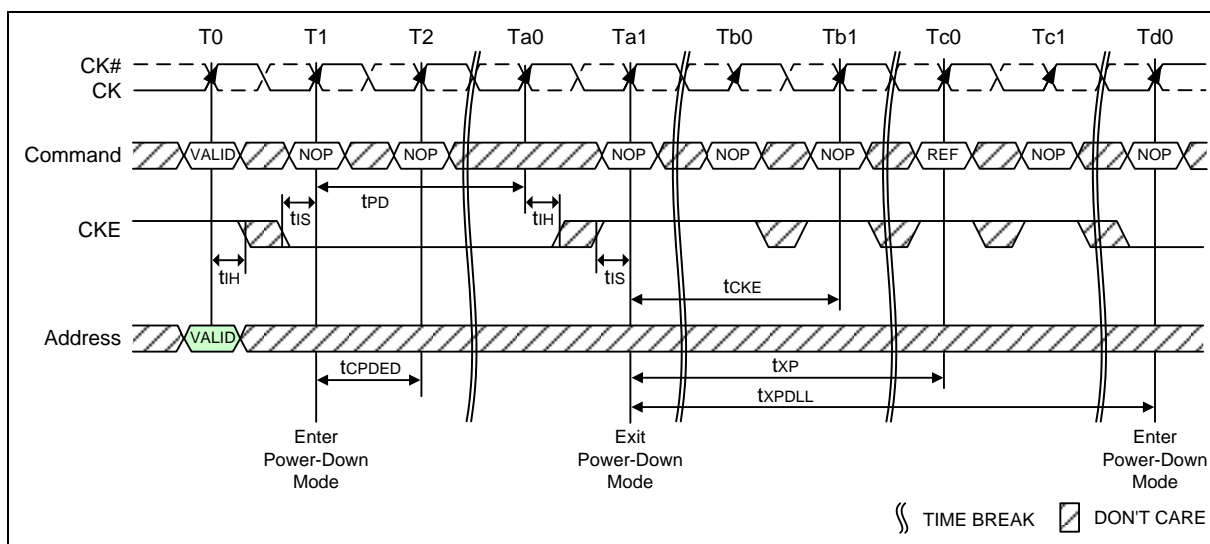 T0 T1 T2 Ta0 Ta1 Tb0 Tb1 Tc0 Tc1 Td0
CK#
CK
Command VALID NOP NOP NOP NOP NOP REF NOP NOP
tIS tPD tIH
CKE
tIH tIS
tCKE
Address VALID
tCPDED tXP
tXPDLL
Enter
Power-Down
Mode
Exit
Power-Down
Mode
Enter
Power-Down
Mode
TIME BREAK DON'T CARE